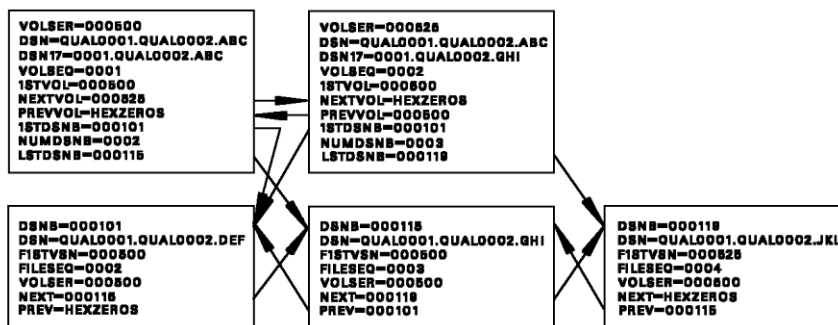 VOLSER=000500
DSN=QUAL0001.QUAL0002.ABC
DSN17=0001.QUAL0002.ABC
VOLSEQ=0001
1STVOL=000500
NEXTVOL=000525
PREVVOL=HEXZEROS
1STDSNB=000101
NUMDSNB=0002
LSTDSNB=000115
VOLSER=000525
DSN=QUAL0001.QUAL0002.ABC
DSN17=0001.QUAL0002.GHI
VOLSEQ=0002
1STVOL=000500
NEXTVOL=HEXZEROS
PREVVOL=000500
1STDSNB=000101
NUMDSNB=0003
LSTDSNB=000119
DSNB=000101
DSN=QUAL0001.QUAL0002.DEF
F1STVSN=000500
FILESEQ=0002
VOLSER=000500
NEXT=000115
PREV=HEXZEROS
DSNB=000115
DSN=QUAL0001.QUAL0002.GHI
F1STVSN=000500
FILESEQ=0003
VOLSER=000500
NEXT=000119
PREV=000101
DSNB=000119
DSN=QUAL0001.QUAL0002.JKL
F1STVSN=000525
FILESEQ=0004
VOLSER=000500
NEXT=HEXZEROS
PREV=000115